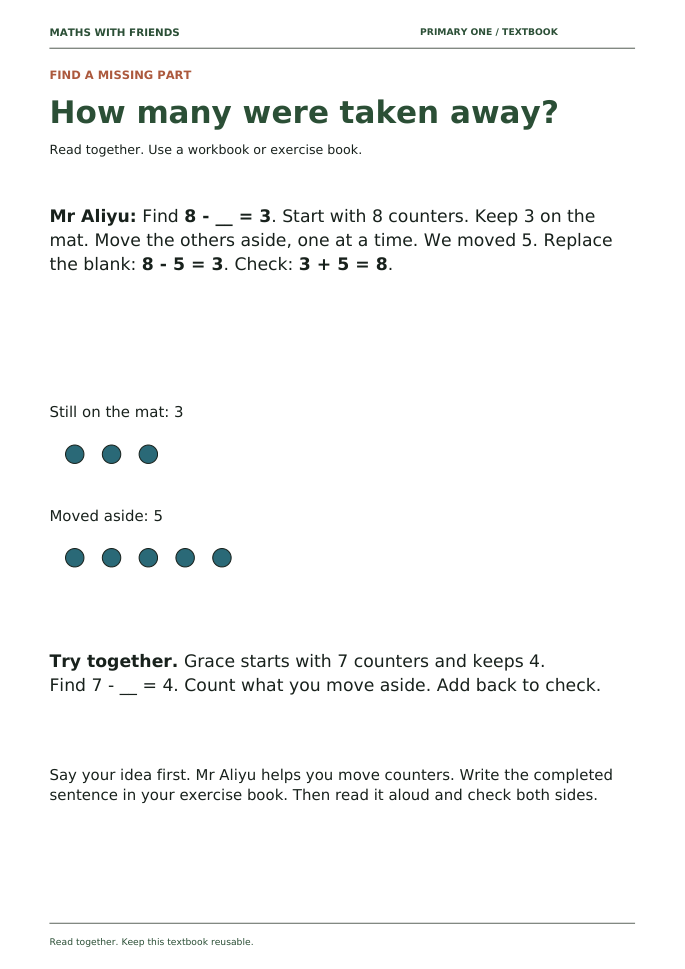 MATHS WITH FRIENDS
PRIMARY ONE / TEXTBOOK
FIND A MISSING PART
How many were taken away?
Read together. Use a workbook or exercise book.
Mr Aliyu: Find 8 - __ = 3. Start with 8 counters. Keep 3 on the
mat. Move the others aside, one at a time. We moved 5. Replace
the blank: 8 - 5 = 3. Check: 3 + 5 = 8.
Still on the mat: 3
Moved aside: 5
Try together. Grace starts with 7 counters and keeps 4.
Find 7 - __ = 4. Count what you move aside. Add back to check.
Say your idea first. Mr Aliyu helps you move counters. Write the completed
sentence in your exercise book. Then read it aloud and check both sides.
Read together. Keep this textbook reusable.